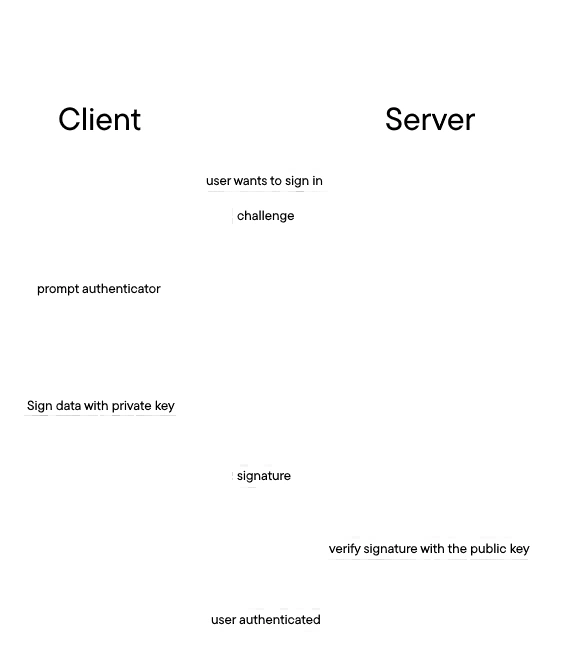 Client
Server
user wants to sign in
challenge
prompt authenticator
Sign data with private key
signature
verify signature with the public key
user authenticated